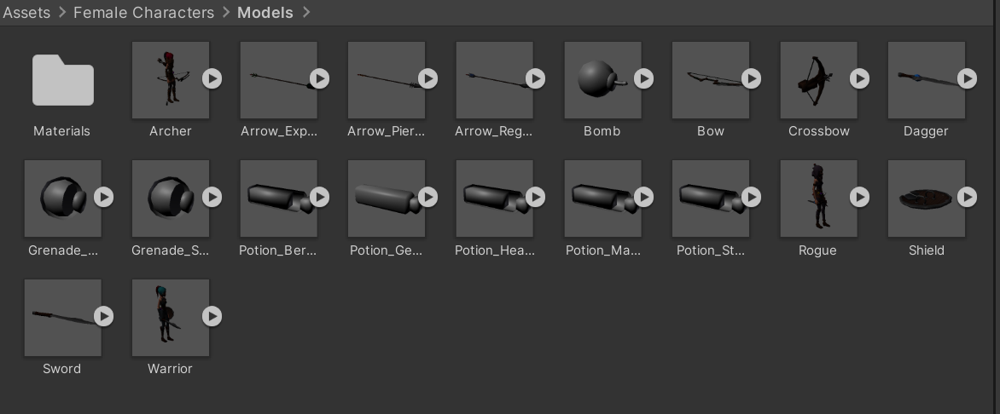 Assets > Female Characters > Models >
Materials Archer Arrow_Exp... Arrow_Pier... Arrow_Reg... Bomb Bow Crossbow Dagger
Grenade_... Grenade_S... Potion_Ber... Potion_Ge... Potion_Hea... Potion_Ma... Potion_St... Rogue Shield
Sword Warrior